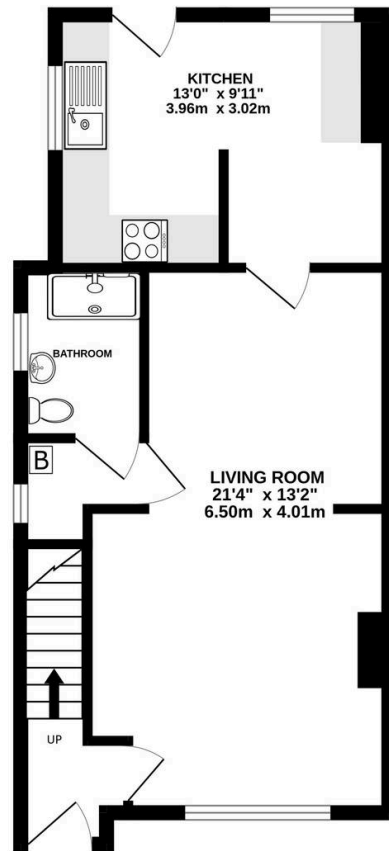 KITCHEN
13'0" x 9'11"
3.96m x 3.02m
BATHROOM
B
LIVING ROOM
21'4" x 13'2"
6.50m x 4.01m
UP